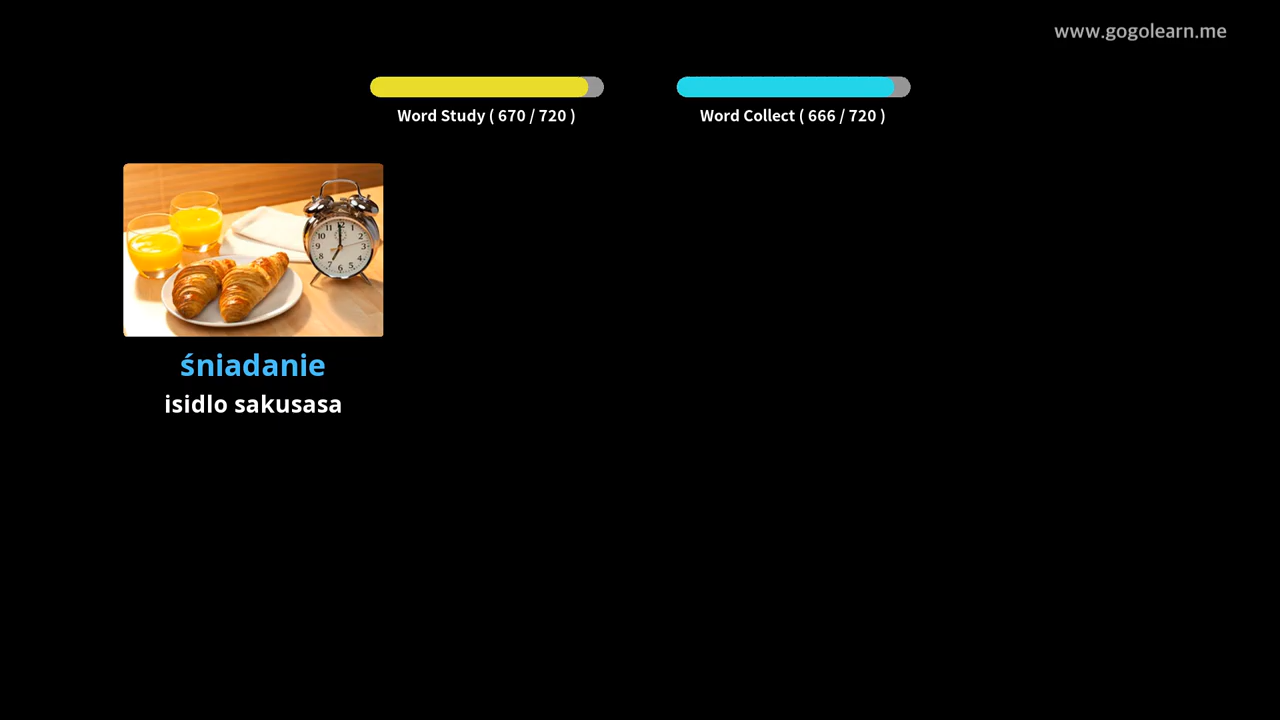 www.gogolearn.me
Word Study ( 670 / 720 )
Word Collect ( 666 / 720 )
śniadanie
isidlo sakusasa